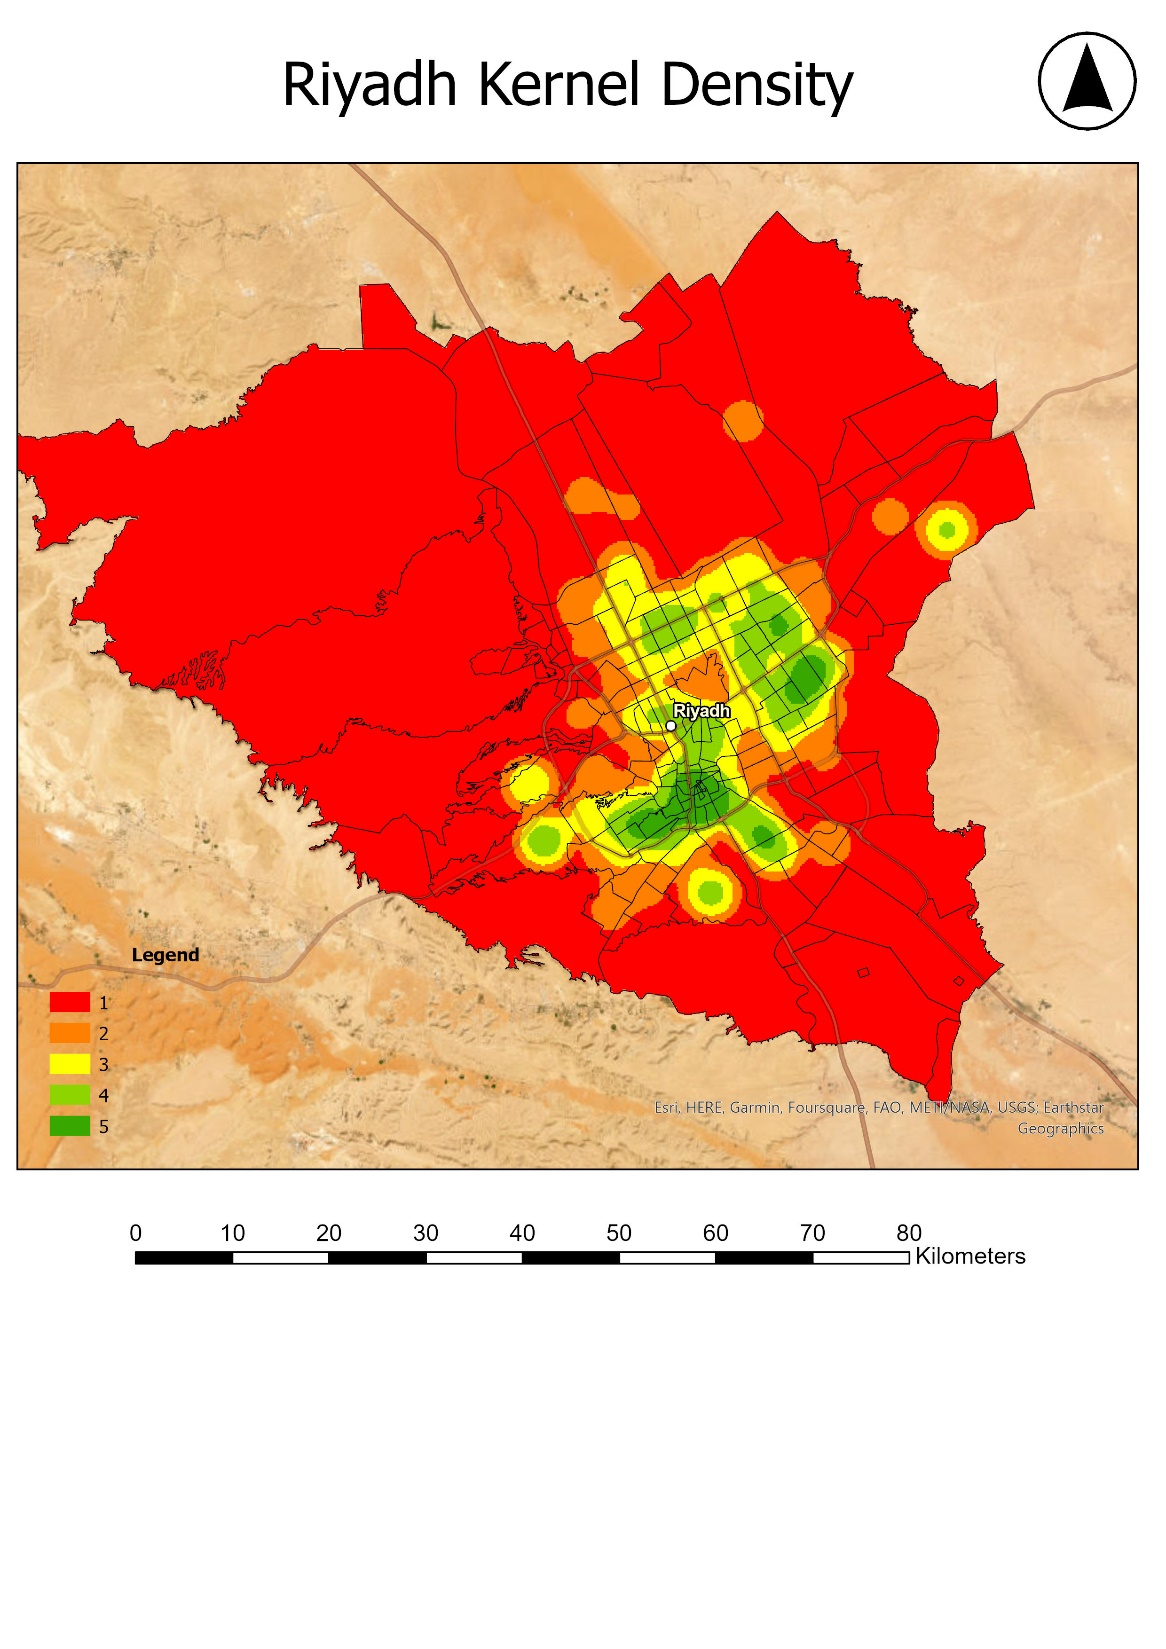 Riyadh Kernel Density
Riyadh
Legend
1
2
3
4
5
Esri, HERE, Garmin, Foursquare, FAO, METI/NASA, USGS; Earthstar
Geographics
0 10 20 30 40 50 60 70 80
Kilometers